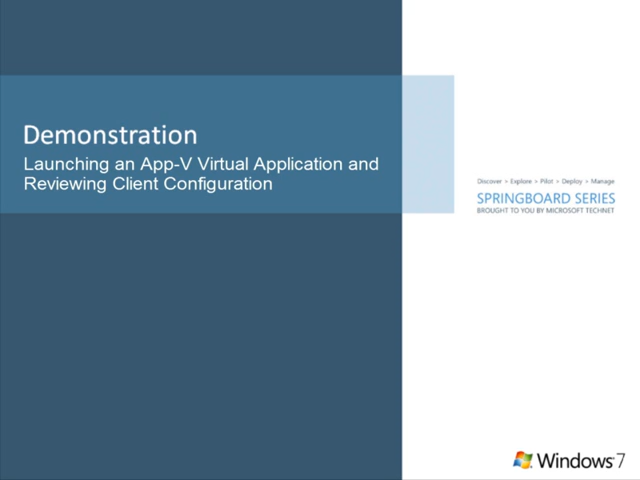 Demonstration
Launching an App-V Virtual Application and
Reviewing Client Configuration
Discover > Explore > Pilot > Deploy > Manage
SPRINGBOARD SERIES
BROUGHT TO YOU BY MICROSOFT TECHNET
Windows 7